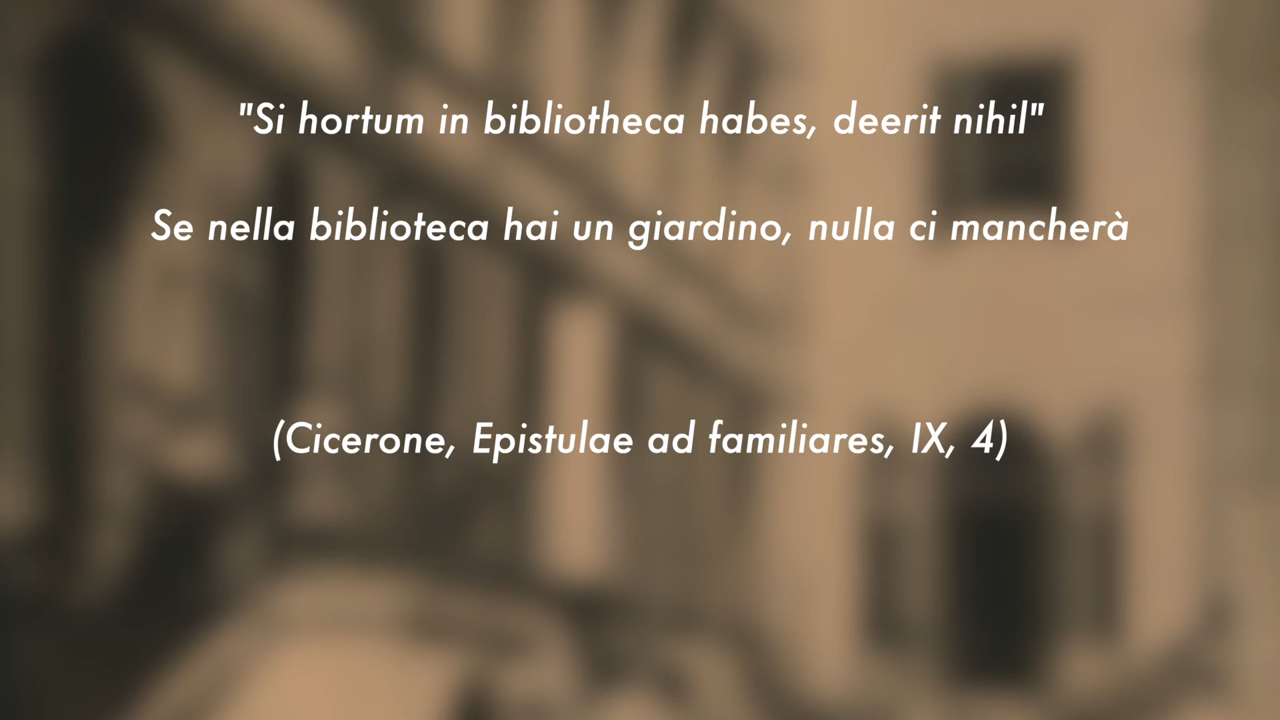 "Si hortum in bibliotheca habes, deerit nihil"
Se nella biblioteca hai un giardino, nulla ci mancherà
(Cicerone, Epistulae ad familiares, IX, 4)